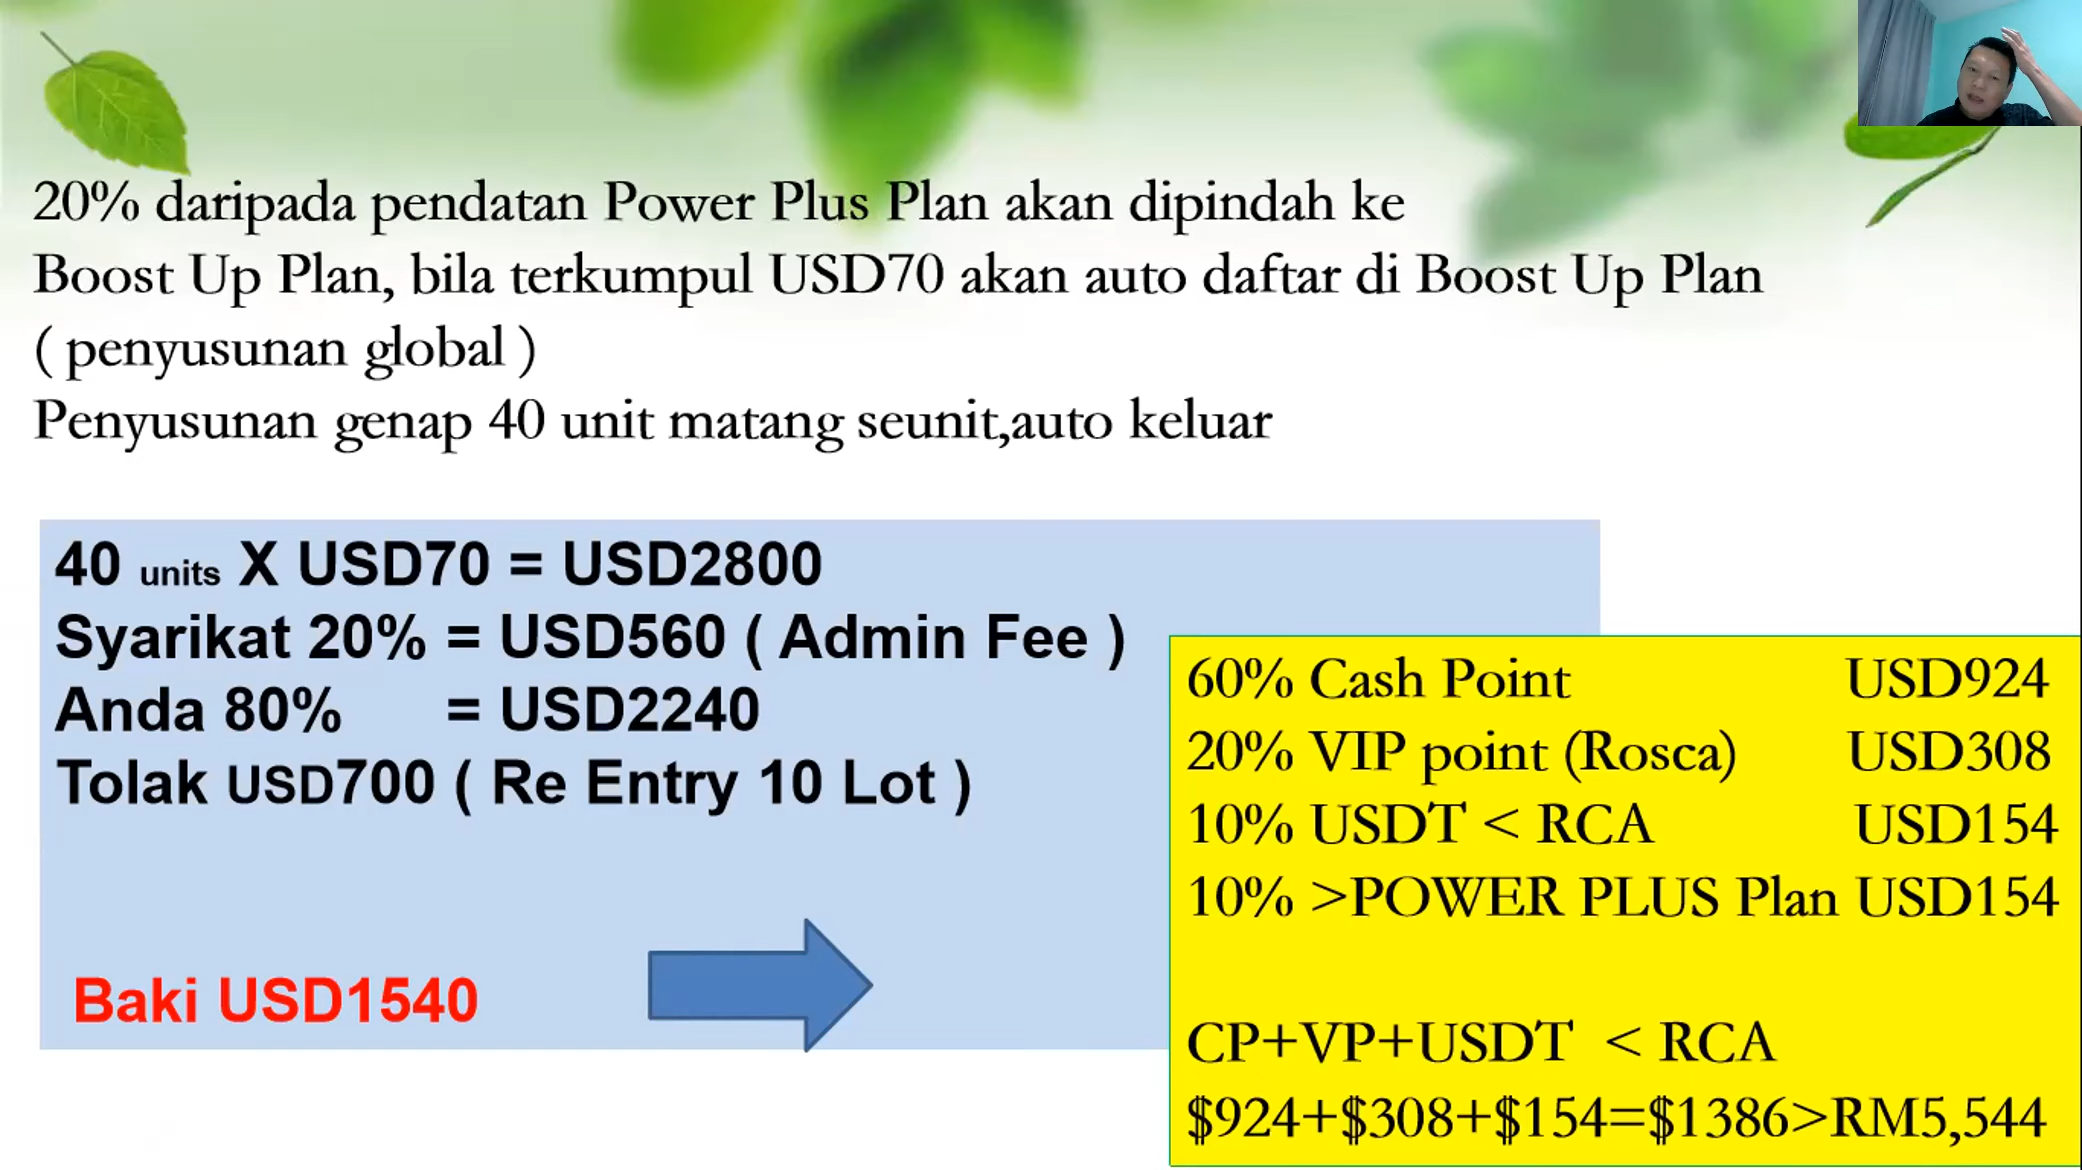 20% daripada pendatan Power Plus Plan akan dipindah ke
Boost Up Plan, bila terkumpul USD70 akan auto daftar di Boost Up Plan
( penyusunan global )
Penyusunan genap 40 unit matang seunit,auto keluar
40 units X USD70 = USD2800
Syarikat 20% = USD560 ( Admin Fee )
Anda 80% = USD2240
Tolak USD700 ( Re Entry 10 Lot )
Baki USD1540
60% Cash Point USD924
20% VIP point (Rosca) USD308
10% USDT < RCA USD154
10% >POWER PLUS Plan USD154
CP+VP+USDT < RCA
$924+$308+$154=$1386>RM5,544